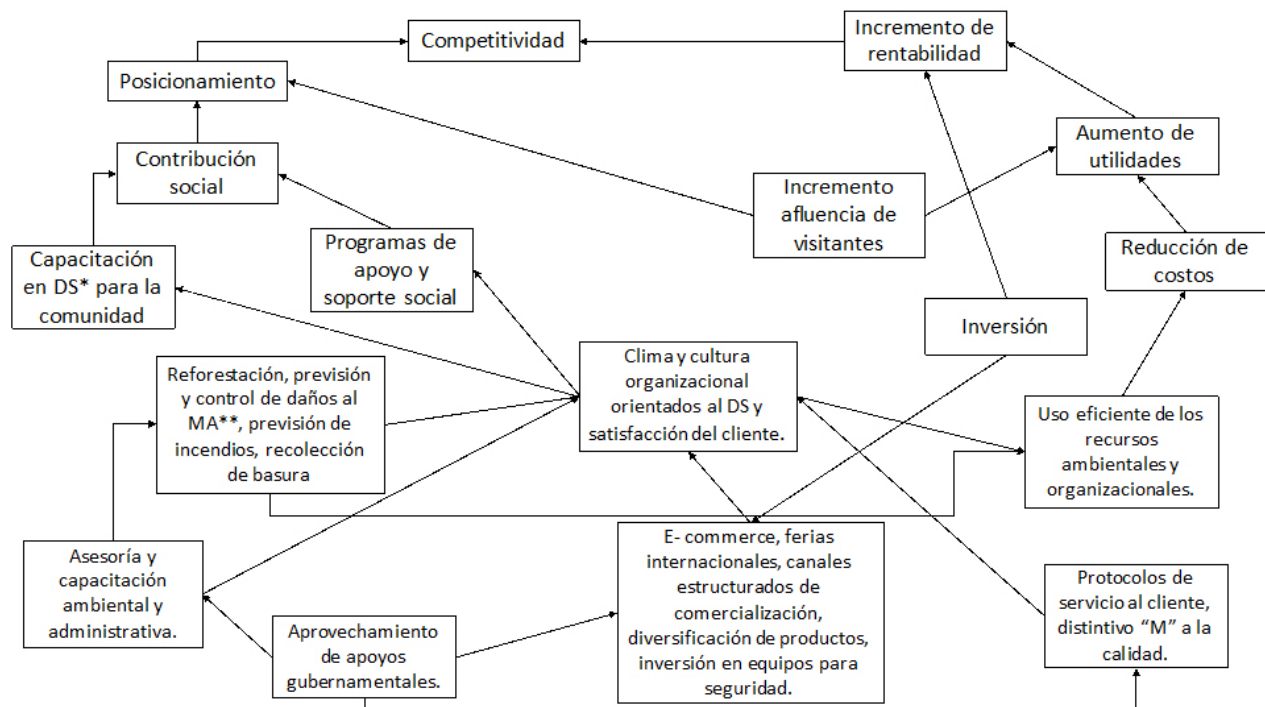 Competitividad
Incremento de
rentabilidad
Posicionamiento
Aumento de
utilidades
Contribución
social
Incremento
afluencia de
visitantes
Programas de
apoyo y
soporte social
Reducción de
costos
Capacitación
en DS* para la
comunidad
Inversión
Clima y cultura
organizacional
orientados al DS y
satisfacción del cliente.
Reforestación, previsión
y control de daños al
MA**, previsión de
incendios, recolección
de basura
Uso eficiente de los
recursos
ambientales y
organizacionales.
E- commerce, ferias
internacionales, canales
estructurados de
comercialización,
diversificación de productos,
inversión en equipos para
seguridad.
Asesoría y
capacitación
ambiental y
administrativa.
Protocolos de
servicio al cliente,
distintivo “M” a la
calidad.
Aprovechamiento
de apoyos
gubernamentales.